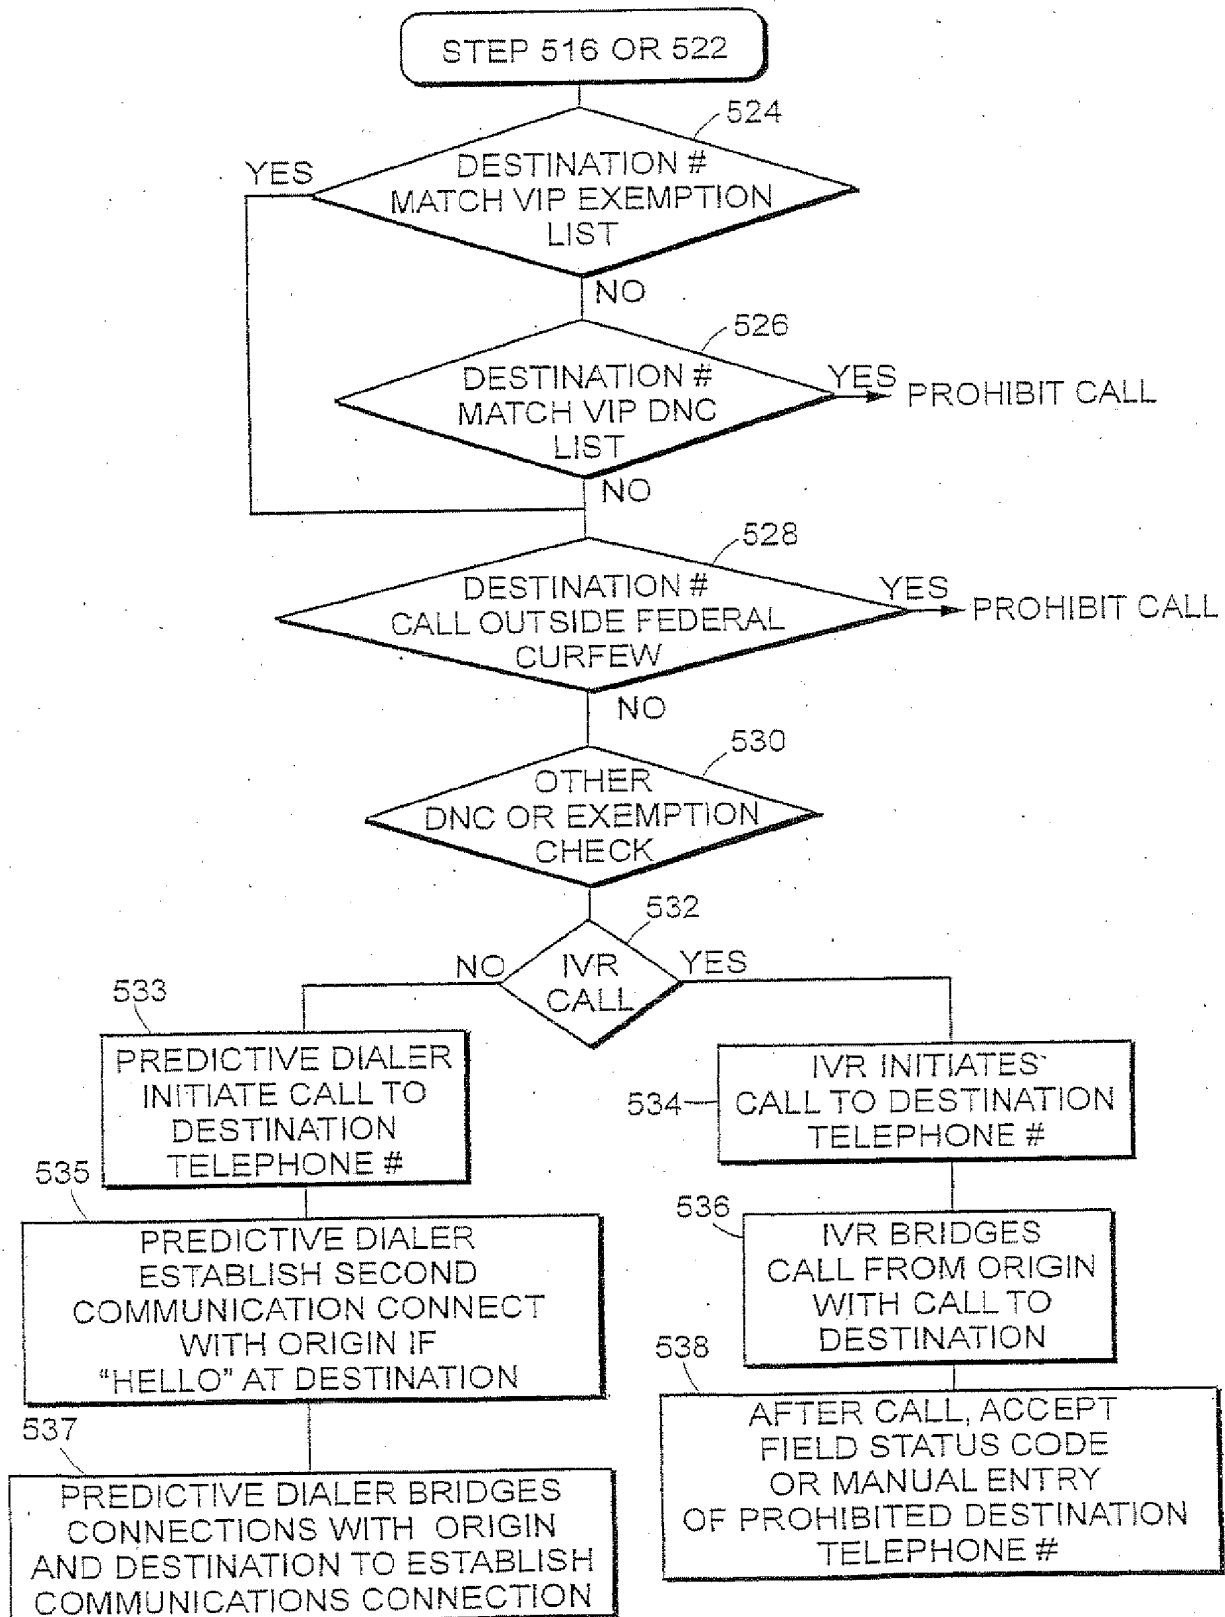 STEP 516 OR 522
524
YES
DESTINATION #
MATCH VIP EXEMPTION
LIST
NO
526
DESTINATION #
MATCH VIP DNC
LIST
YES
PROHIBIT CALL
NO
528
DESTINATION #
CALL OUTSIDE FEDERAL
CURFEW
YES
PROHIBIT CALL
NO
530
OTHER
DNC OR EXEMPTION
CHECK
532
NO
IVR
CALL
YES
533
PREDICTIVE DIALER
INITIATE CALL TO
DESTINATION
TELEPHONE #
534
IVR INITIATES
CALL TO DESTINATION
TELEPHONE #
535
PREDICTIVE DIALER
ESTABLISH SECOND
COMMUNICATION CONNECT
WITH ORIGIN IF
"HELLO" AT DESTINATION
536
IVR BRIDGES
CALL FROM ORIGIN
WITH CALL TO
DESTINATION
537
PREDICTIVE DIALER BRIDGES
CONNECTIONS WITH ORIGIN
AND DESTINATION TO ESTABLISH
COMMUNICATIONS CONNECTION
538
AFTER CALL, ACCEPT
FIELD STATUS CODE
OR MANUAL ENTRY
OF PROHIBITED DESTINATION
TELEPHONE #